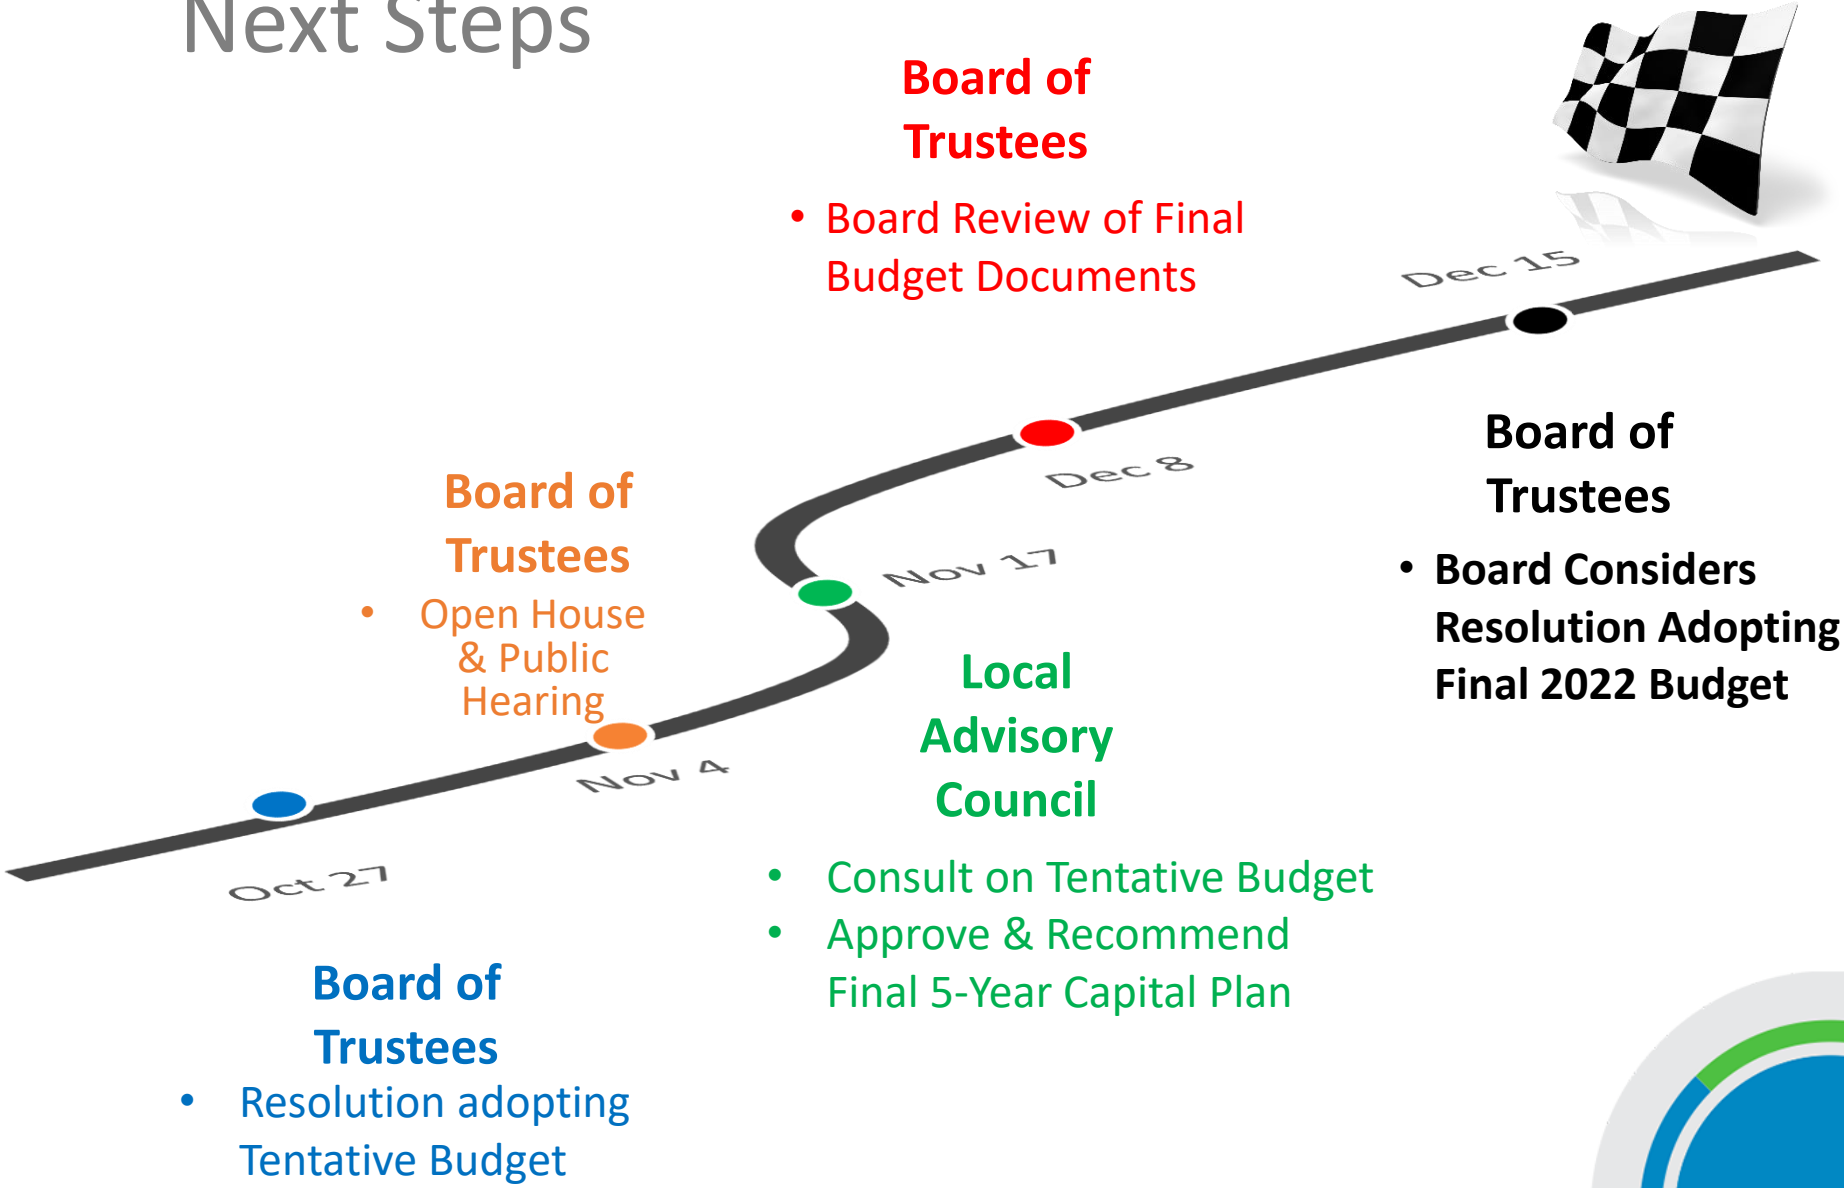 Next Steps
Board of
Trustees
• Board Review of Final
Budget Documents
Dec 15
Dec 8
Board of
Trustees
• Board Considers
Resolution Adopting
Final 2022 Budget
Board of
Trustees
• Open House
& Public
Hearing
Nov 17
Nov 4
Local
Advisory
Council
• Consult on Tentative Budget
• Approve & Recommend
Final 5-Year Capital Plan
Oct 27
Board of
Trustees
• Resolution adopting
Tentative Budget